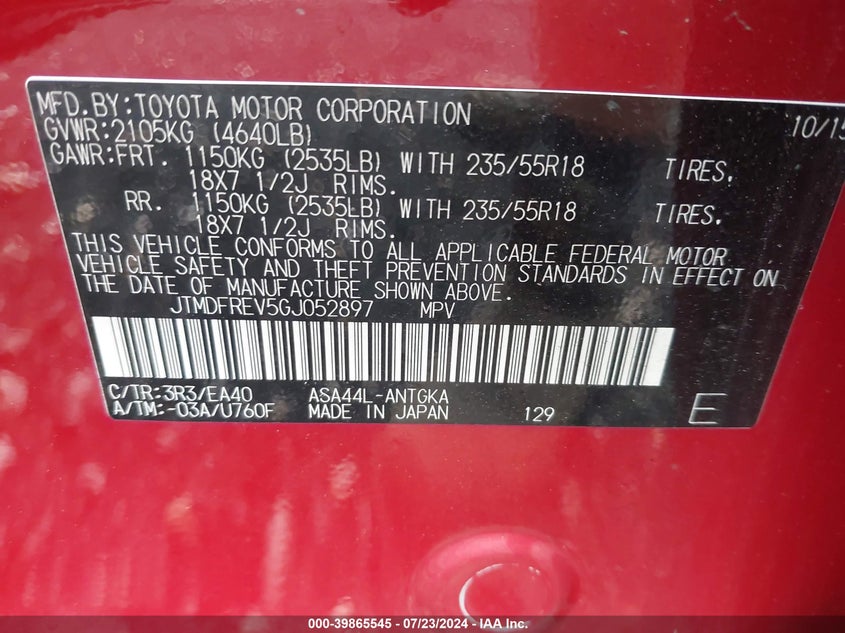 MFD. BY: TOYOTA MOTOR CORPORATION 10/15
GVWR: 2105KG (4640LB)
GAWR: FRT. 1150KG (2535LB) WITH 235/55R18 TIRES,
18X7 1/2J RIMS.
RR. 1150KG (2535LB) WITH 235/55R18 TIRES,
18X7 1/2J RIMS.
THIS VEHICLE CONFORMS TO ALL APPLICABLE FEDERAL MOTOR
VEHICLE SAFETY AND THEFT PREVENTION STANDARDS IN EFFECT ON
THE DATE OF MANUFACTURE SHOWN ABOVE.
JTMDFREV5GJ052897 MPV
C/TR: 3R3/EA40 ASA44L-ANTGKA
A/TM: -03A/U760F MADE IN JAPAN 129 E
000-39865545 - 07/23/2024 - IAA Inc.